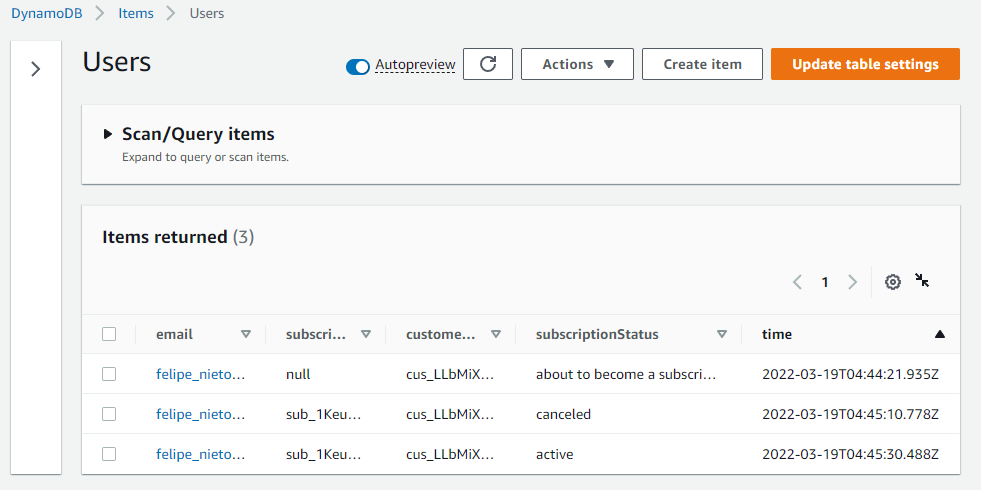 DynamoDB > Items > Users
Users
Autopreview
Actions
Create item
Update table settings
Scan/Query items
Expand to query or scan items.
Items returned (3)
1
email subscri... custome... subscriptionStatus time
felipe_nieto... null cus_LLbMiX... about to become a subscri... 2022-03-19T04:44:21.935Z
felipe_nieto... sub_1Keu... cus_LLbMiX... canceled 2022-03-19T04:45:10.778Z
felipe_nieto... sub_1Keu... cus_LLbMiX... active 2022-03-19T04:45:30.488Z